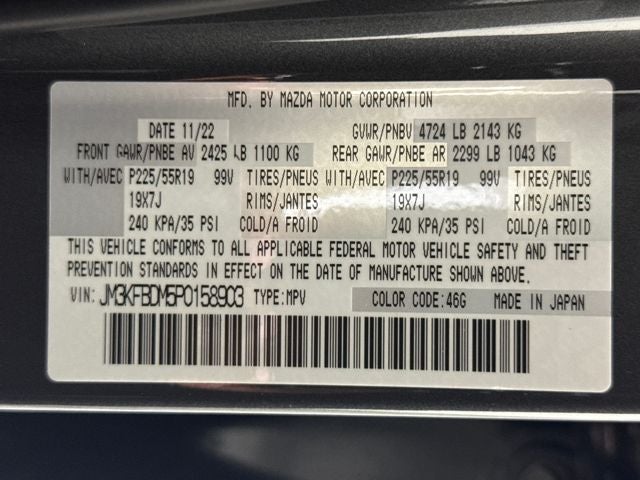 MFD. BY MAZDA MOTOR CORPORATION
DATE 11/22 GVWR/PNBV 4724 LB 2143 KG
FRONT GAWR/PNBE AV 2425 LB 1100 KG REAR GAWR/PNBE AR 2299 LB 1043 KG
WITH/AVEC P225/55R19 99V TIRES/PNEUS WITH/AVEC P225/55R19 99V TIRES/PNEUS
19X7J RIMS/JANTES 19X7J RIMS/JANTES
240 KPA/35 PSI COLD/A FROID 240 KPA/35 PSI COLD/A FROID
THIS VEHICLE CONFORMS TO ALL APPLICABLE FEDERAL MOTOR VEHICLE SAFETY AND THEFT
PREVENTION STANDARDS IN EFFECT ON THE DATE OF MANUFACTURE SHOWN ABOVE.
VIN: JM3KFBDM5P0158903 TYPE:MPV COLOR CODE:46G MADE IN JAPAN